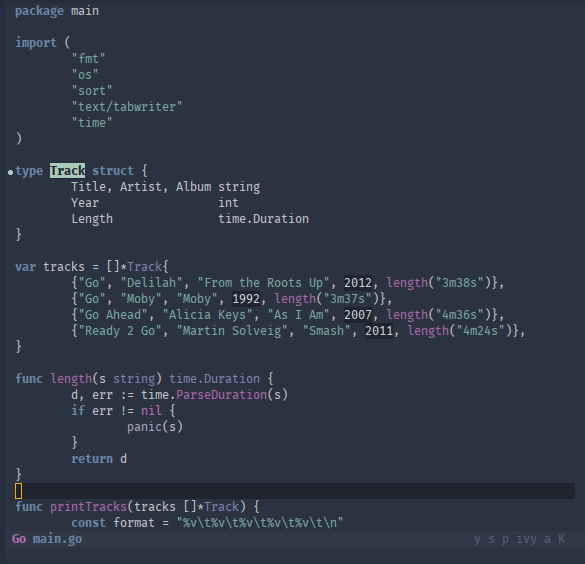 package main

import (
        "fmt"
        "os"
        "sort"
        "text/tabwriter"
        "time"
)

type Track struct {
        Title, Artist, Album string
        Year                 int
        Length               time.Duration
}

var tracks = []*Track{
        {"Go", "Delilah", "From the Roots Up", 2012, length("3m38s")},
        {"Go", "Moby", "Moby", 1992, length("3m37s")},
        {"Go Ahead", "Alicia Keys", "As I Am", 2007, length("4m36s")},
        {"Ready 2 Go", "Martin Solveig", "Smash", 2011, length("4m24s")},
}

func length(s string) time.Duration {
        d, err := time.ParseDuration(s)
        if err != nil {
                panic(s)
        }
        return d
}

func printTracks(tracks []*Track) {
        const format = "%v\t%v\t%v\t%v\t%v\t\n"
Go main.go y s p ivy a K